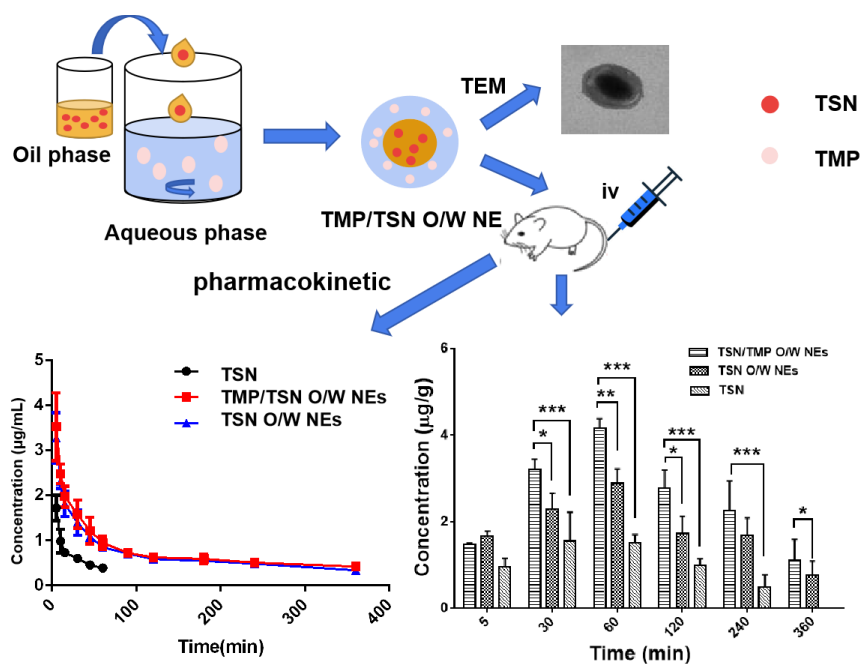 TEM
TSN
Oil phase
TMP
iv
TMP/TSN O/W NE
Aqueous phase
pharmacokinetic
5
4
3
2
1
0
Concentration (μg/mL)
TSN
TMP/TSN O/W NEs
TSN O/W NEs
0
100
200
300
400
Time(min)
6
4
2
0
Concentration (μg/g)
TSN/TMP O/W NEs
TSN O/W NEs
TSN
***
*
***
**
***
*
***
*
5
30
60
120
240
360
Time (min)